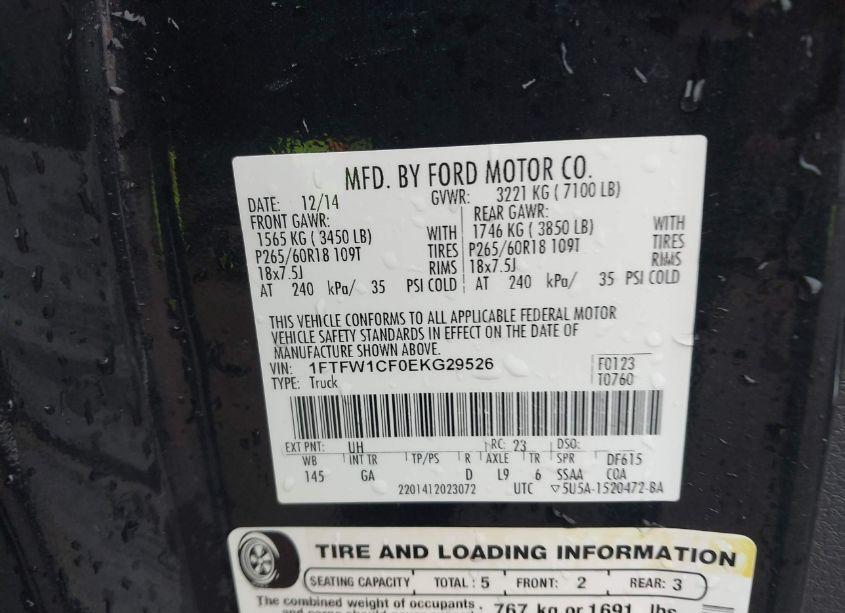 MFD. BY FORD MOTOR CO.
DATE: 12/14 GVWR: 3221 KG ( 7100 LB)
FRONT GAWR: REAR GAWR:
1565 KG ( 3450 LB) WITH 1746 KG ( 3850 LB) WITH
P265/60R18 109T TIRES P265/60R18 109T TIRES
18x7.5J RIMS 18x7.5J RIMS
AT 240 kPa/ 35 PSI COLD AT 240 kPa/ 35 PSI COLD
THIS VEHICLE CONFORMS TO ALL APPLICABLE FEDERAL MOTOR
VEHICLE SAFETY STANDARDS IN EFFECT ON THE DATE OF
MANUFACTURE SHOWN ABOVE.
VIN: 1FTFW1CF0EKG29526 F0123
TYPE: Truck T0760
EXT PNT: UH RC: 23 DSO:
WB INT TR TP/PS R AXLE TR SPR DF615
145 GA D L9 6 SSAA CQA
2201412023072 UTC ▽5U5A-1520472-BA
TIRE AND LOADING INFORMATION
SEATING CAPACITY TOTAL : 5 FRONT: 2 REAR: 3
The combined weight of occupants 767 kg or 1691 lbs